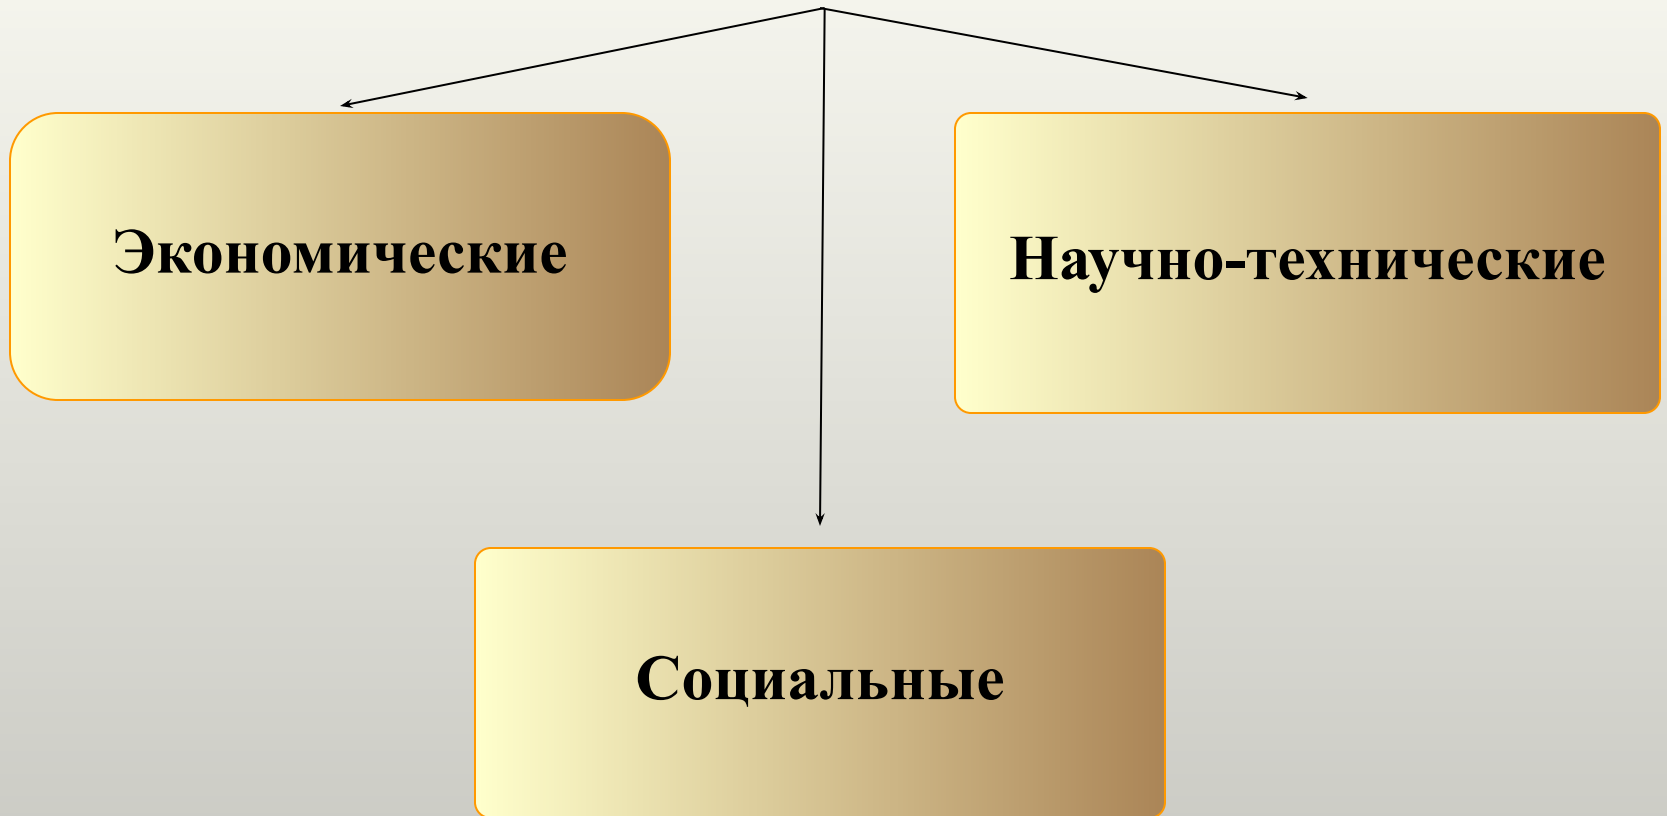 Экономические
Научно-технические
Социальные